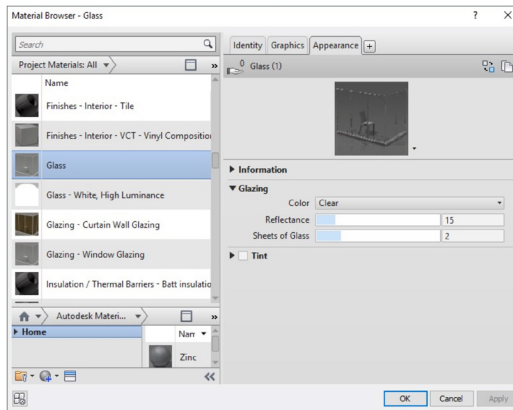 Material Browser - Glass
?
Search
Project Materials: All
»
Name
Finishes - Interior - Tile
Finishes - Interior - VCT - Vinyl Composition
Glass
Glass - White, High Luminance
Glazing - Curtain Wall Glazing
Glazing - Window Glazing
Insulation / Thermal Barriers - Batt insulatio
Autodesk Materi...
»
Home
Narr
Zinc
«
Identity
Graphics
Appearance
+
0
Glass (1)
Information
Glazing
Color
Clear
Reflectance
15
Sheets of Glass
2
Tint
OK
Cancel
Apply